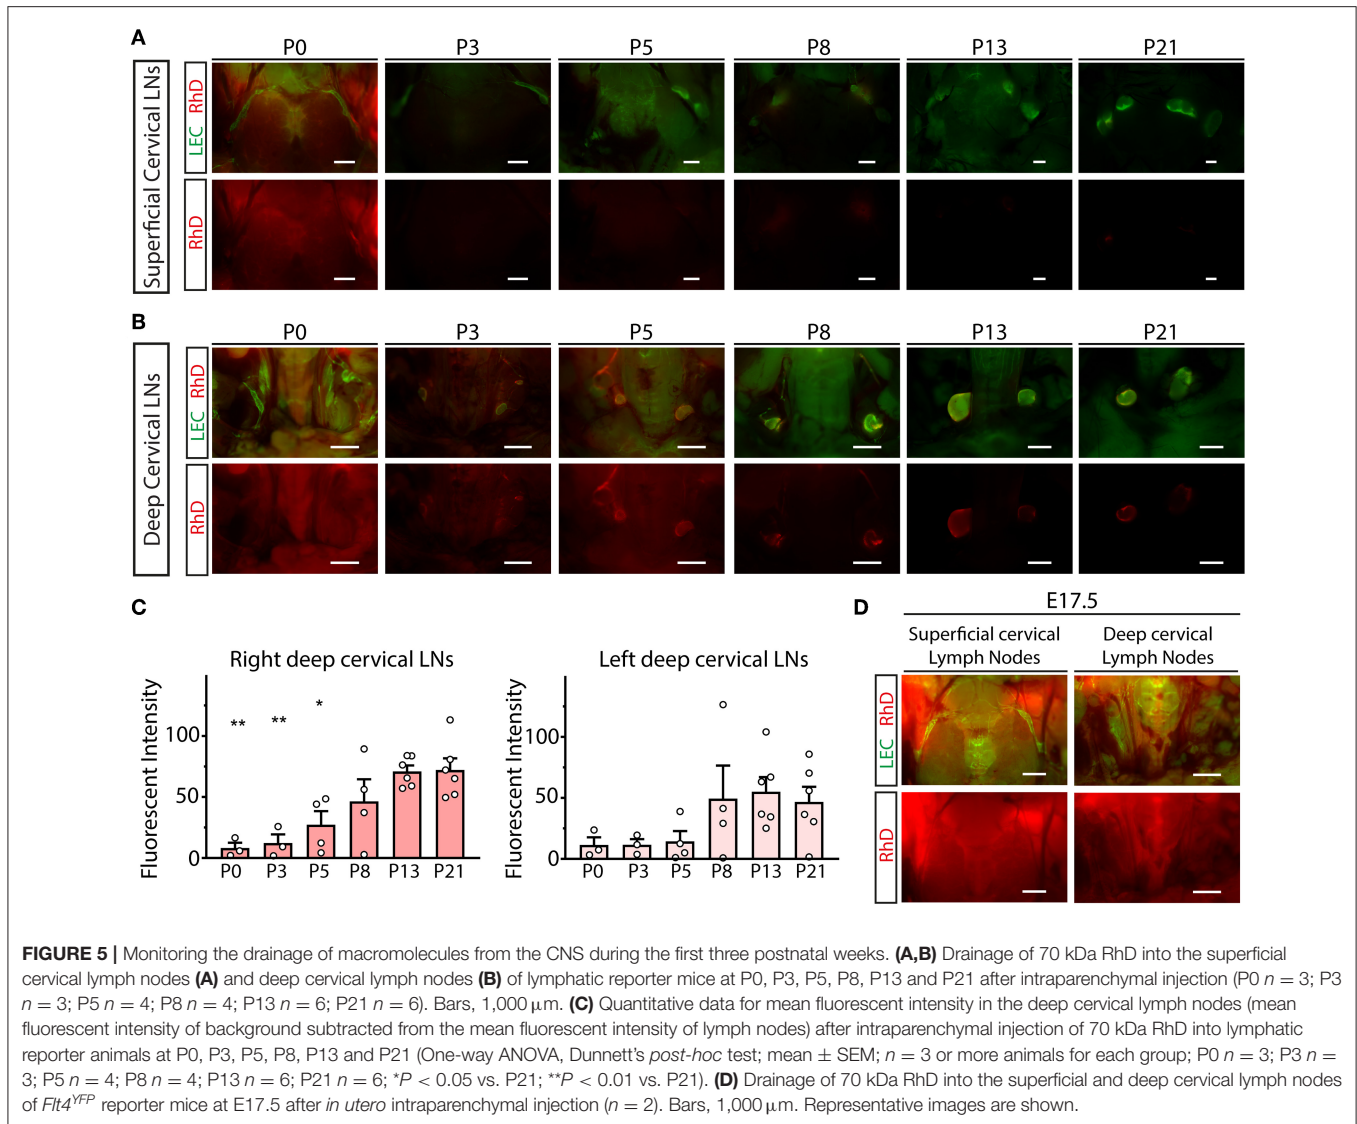 A
P0 P3 P5 P8 P13 P21
Superficial Cervical LNs
LEC RhD
RhD
B
P0 P3 P5 P8 P13 P21
Deep Cervical LNs
LEC RhD
RhD
C
Right deep cervical LNs
Fluorescent Intensity
100
50
0
** ** *
P0 P3 P5 P8 P13 P21
Left deep cervical LNs
Fluorescent Intensity
100
50
0
P0 P3 P5 P8 P13 P21
D
E17.5
Superficial cervical
Lymph Nodes
Deep cervical
Lymph Nodes
LEC RhD
RhD
FIGURE 5 | Monitoring the drainage of macromolecules from the CNS during the first three postnatal weeks. (A,B) Drainage of 70 kDa RhD into the superficial
cervical lymph nodes (A) and deep cervical lymph nodes (B) of lymphatic reporter mice at P0, P3, P5, P8, P13 and P21 after intraparenchymal injection (P0 n = 3; P3
n = 3; P5 n = 4; P8 n = 4; P13 n = 6; P21 n = 6). Bars, 1,000 μm. (C) Quantitative data for mean fluorescent intensity in the deep cervical lymph nodes (mean
fluorescent intensity of background subtracted from the mean fluorescent intensity of lymph nodes) after intraparenchymal injection of 70 kDa RhD into lymphatic
reporter animals at P0, P3, P5, P8, P13 and P21 (One-way ANOVA, Dunnett's post-hoc test; mean ± SEM; n = 3 or more animals for each group; P0 n = 3; P3 n =
3; P5 n = 4; P8 n = 4; P13 n = 6; P21 n = 6; *P < 0.05 vs. P21; **P < 0.01 vs. P21). (D) Drainage of 70 kDa RhD into the superficial and deep cervical lymph nodes
of Flt4YFP reporter mice at E17.5 after in utero intraparenchymal injection (n = 2). Bars, 1,000 μm. Representative images are shown.